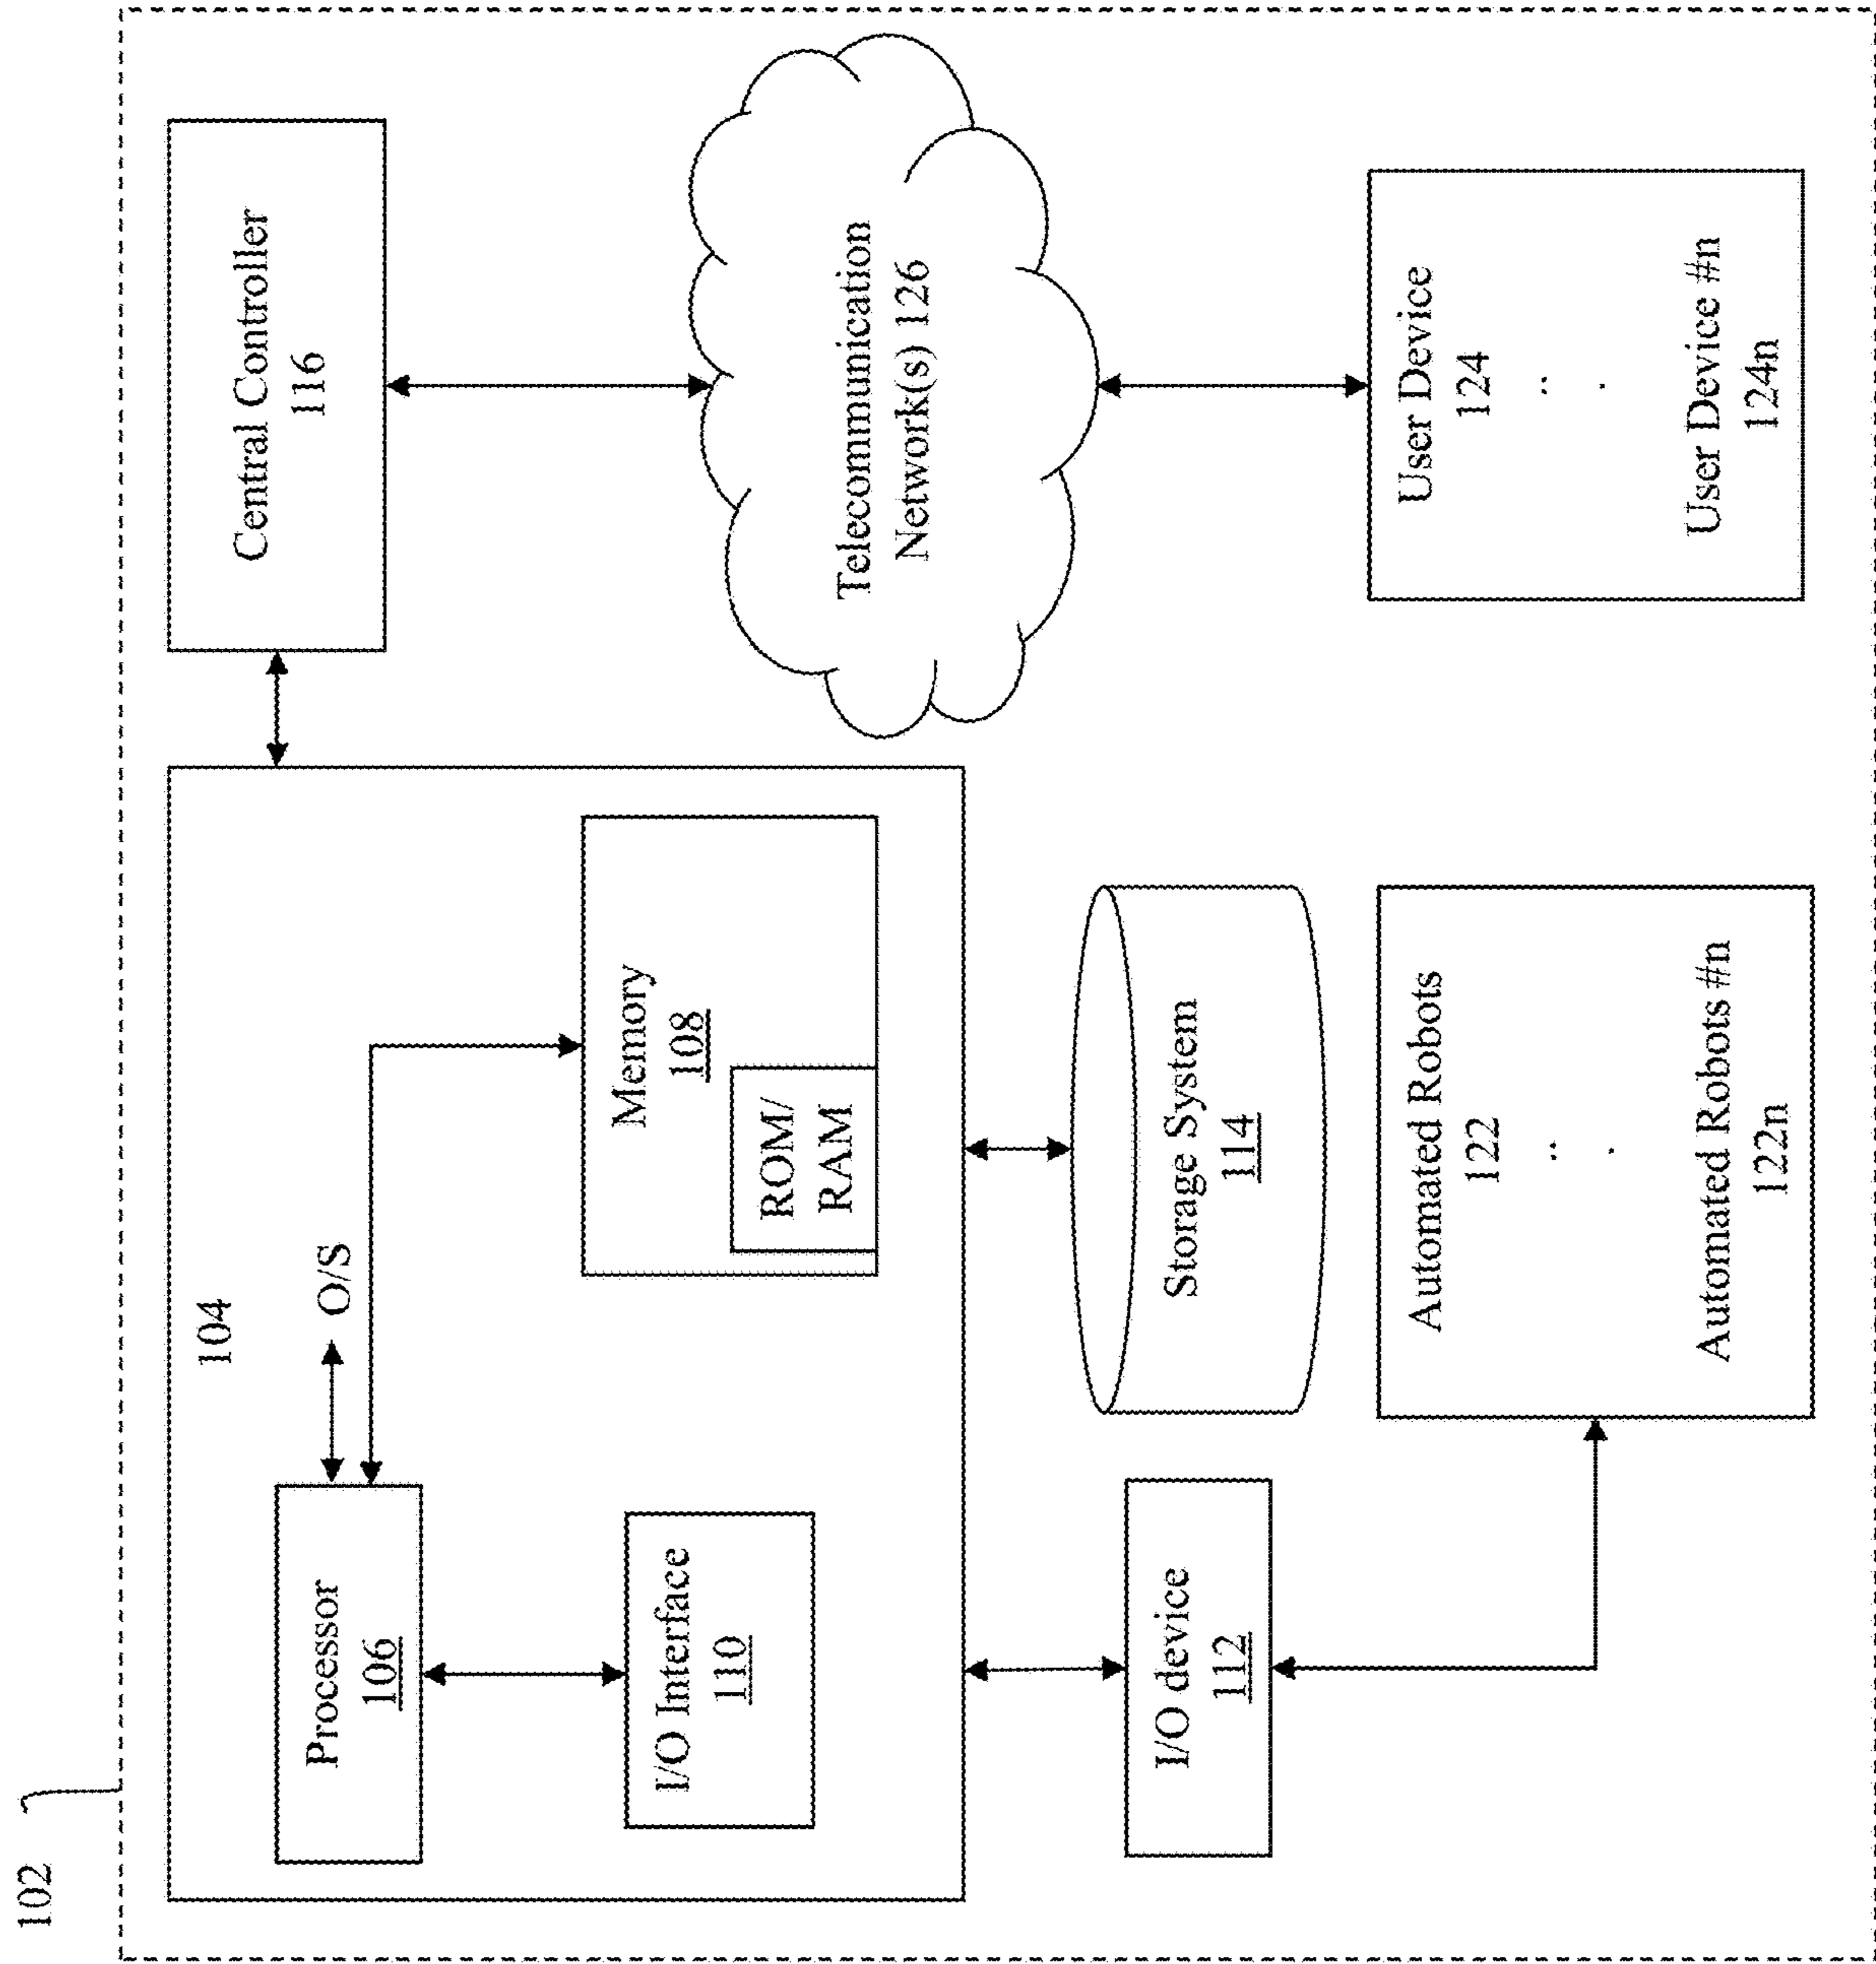 102
104
Processor
106
O/S
I/O Interface
110
Memory
108
ROM/
RAM
Central Controller
116
I/O device
112
Storage System
114
Telecommunication
Network(s) 126
Automated Robots
122
Automated Robots #n
122n
User Device
124
User Device #n
124n